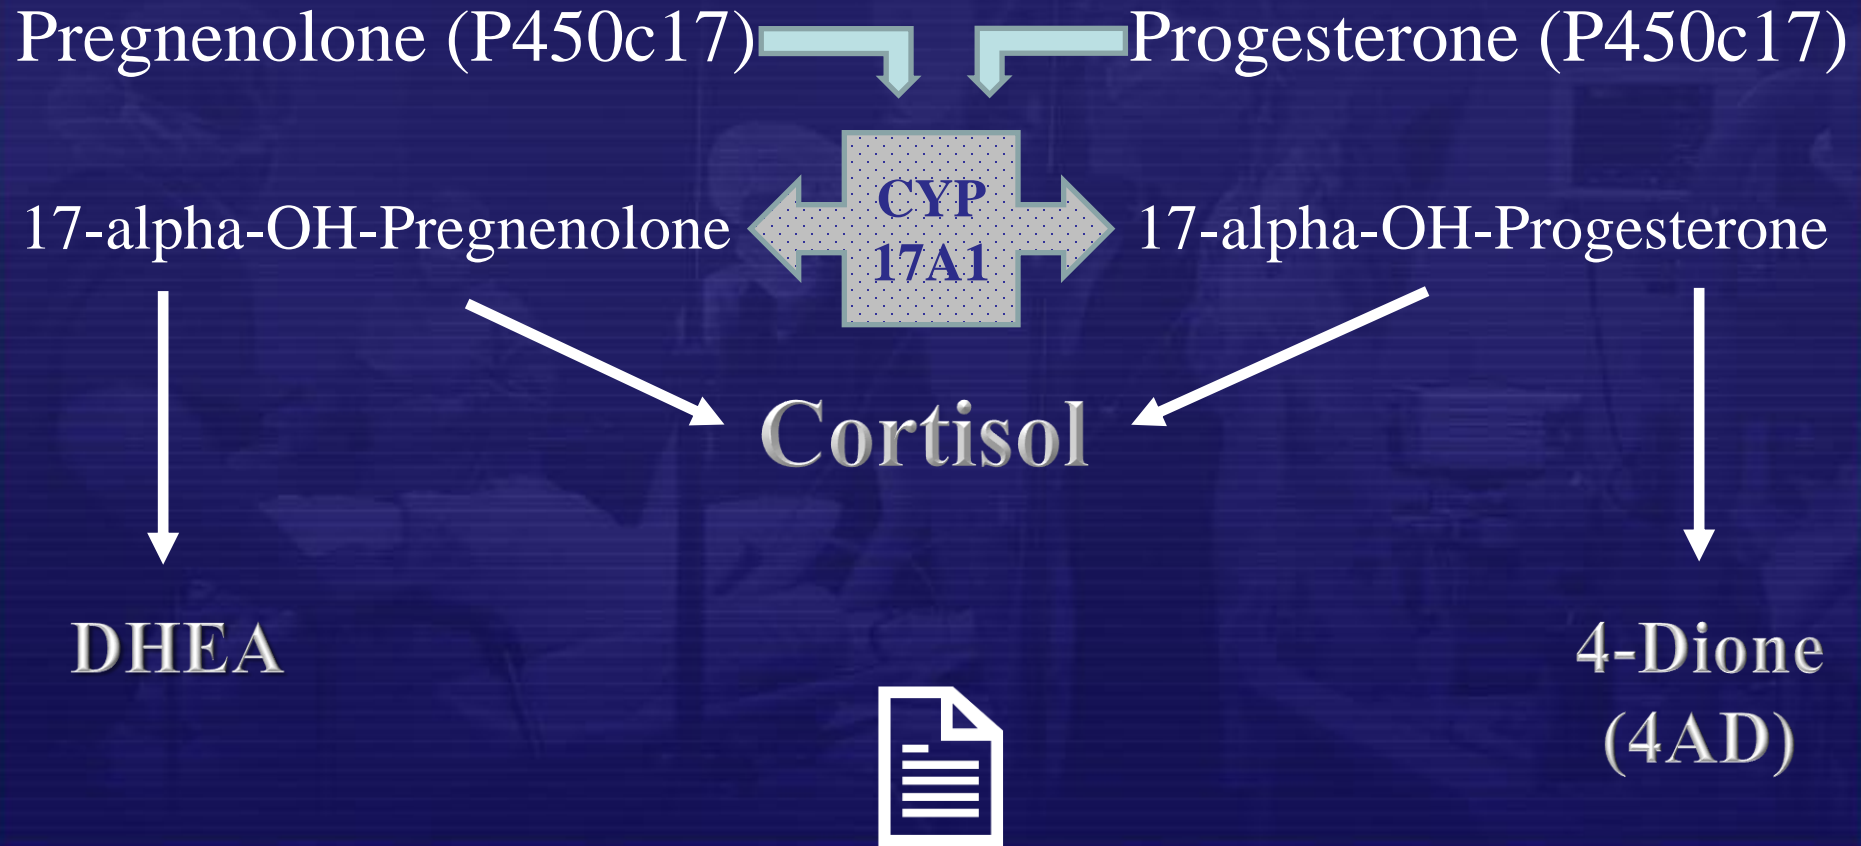 Pregnenolone (P450c17)
Progesterone (P450c17)
CYP
17A1
17-alpha-OH-Pregnenolone
17-alpha-OH-Progesterone
Cortisol
DHEA
4-Dione
(4AD)